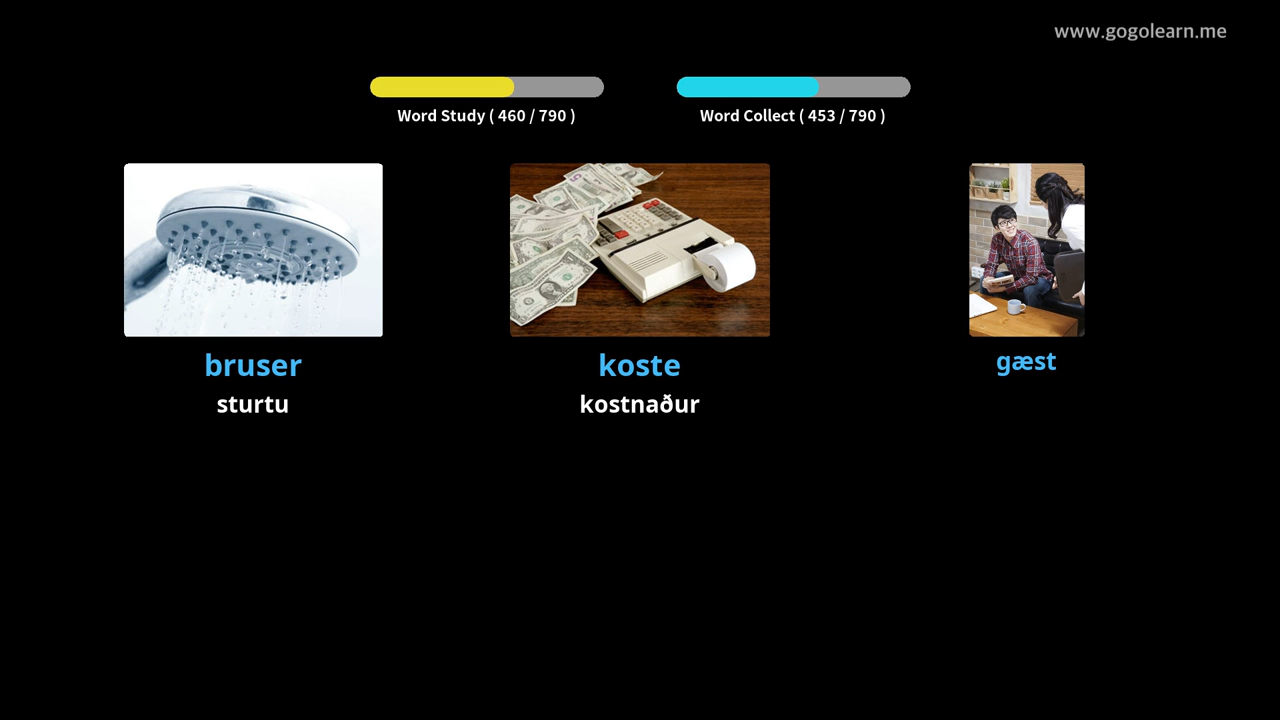 www.gogolearn.me
Word Study ( 460 / 790 )
Word Collect ( 453 / 790 )
bruser
sturtu
koste
kostnaður
gæst